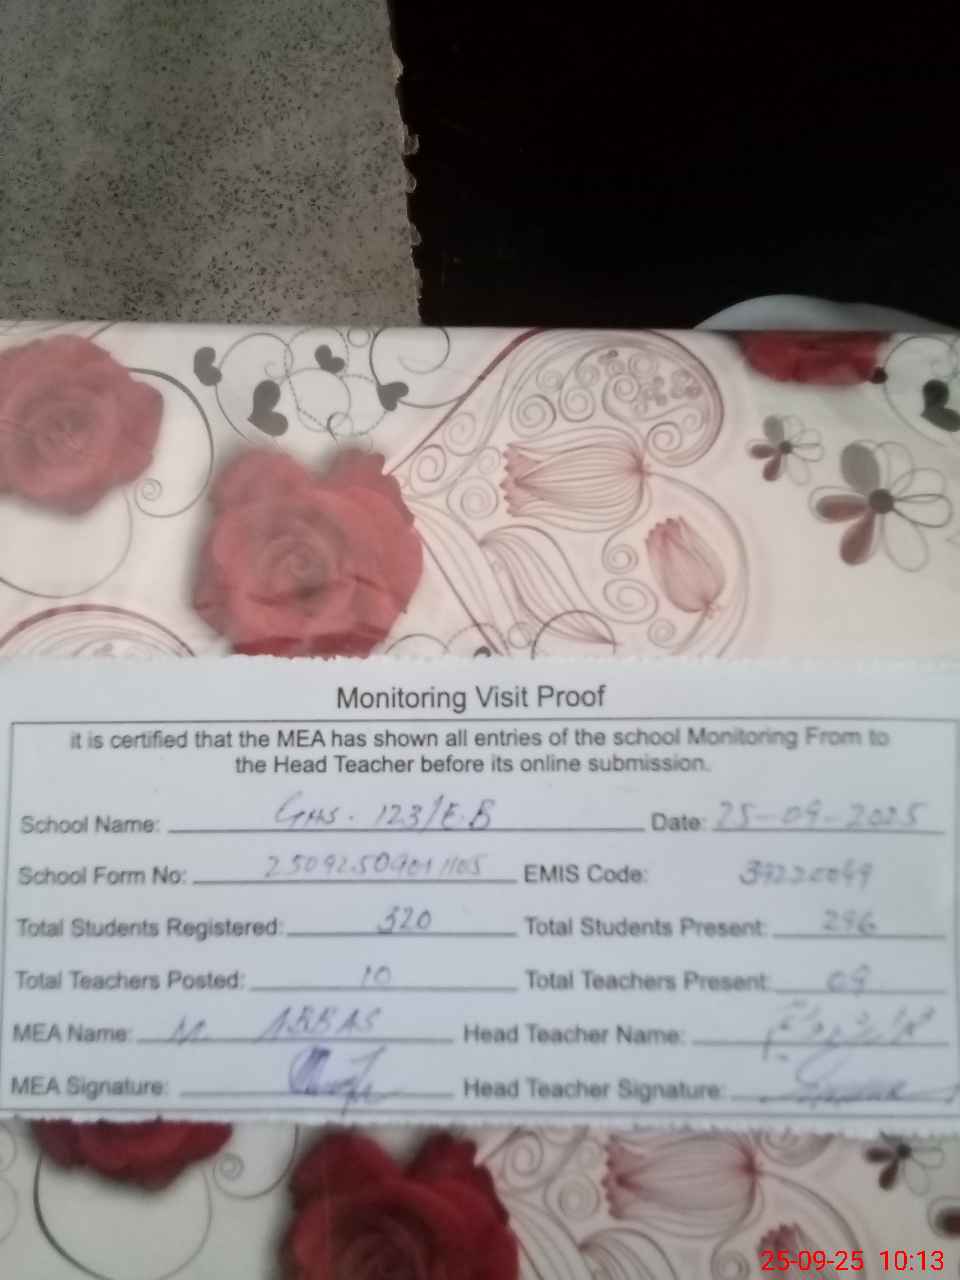 Monitoring Visit Proof
it is certified that the MEA has shown all entries of the school Monitoring From to
the Head Teacher before its online submission.
School Name: GHS. 123/E.B Date: 25-09-2025
School Form No: EMIS Code:
Total Students Registered: 320 Total Students Present: 296
Total Teachers Posted: 10 Total Teachers Present: 09
MEA Name: M. ABBAS Head Teacher Name:
MEA Signature: Head Teacher Signature:
25-09-25 10:13